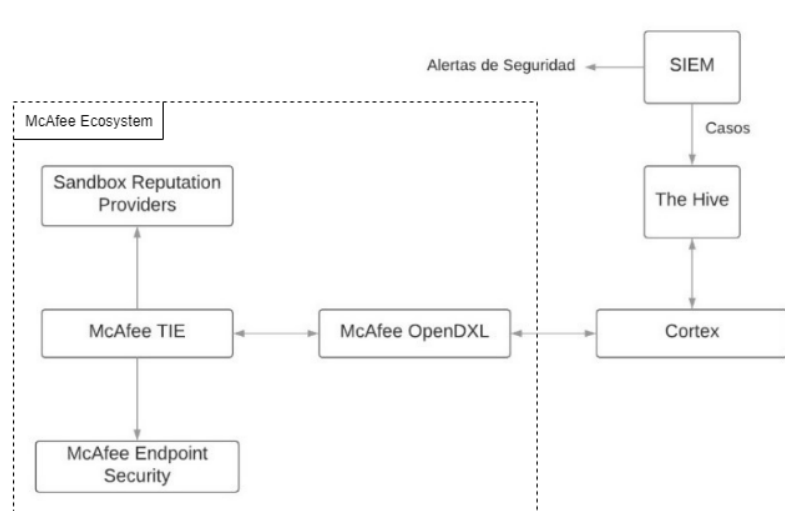 SIEM
Alertas de Seguridad
Casos
McAfee Ecosystem
Sandbox Reputation
Providers
The Hive
McAfee TIE
McAfee OpenDXL
Cortex
McAfee Endpoint
Security